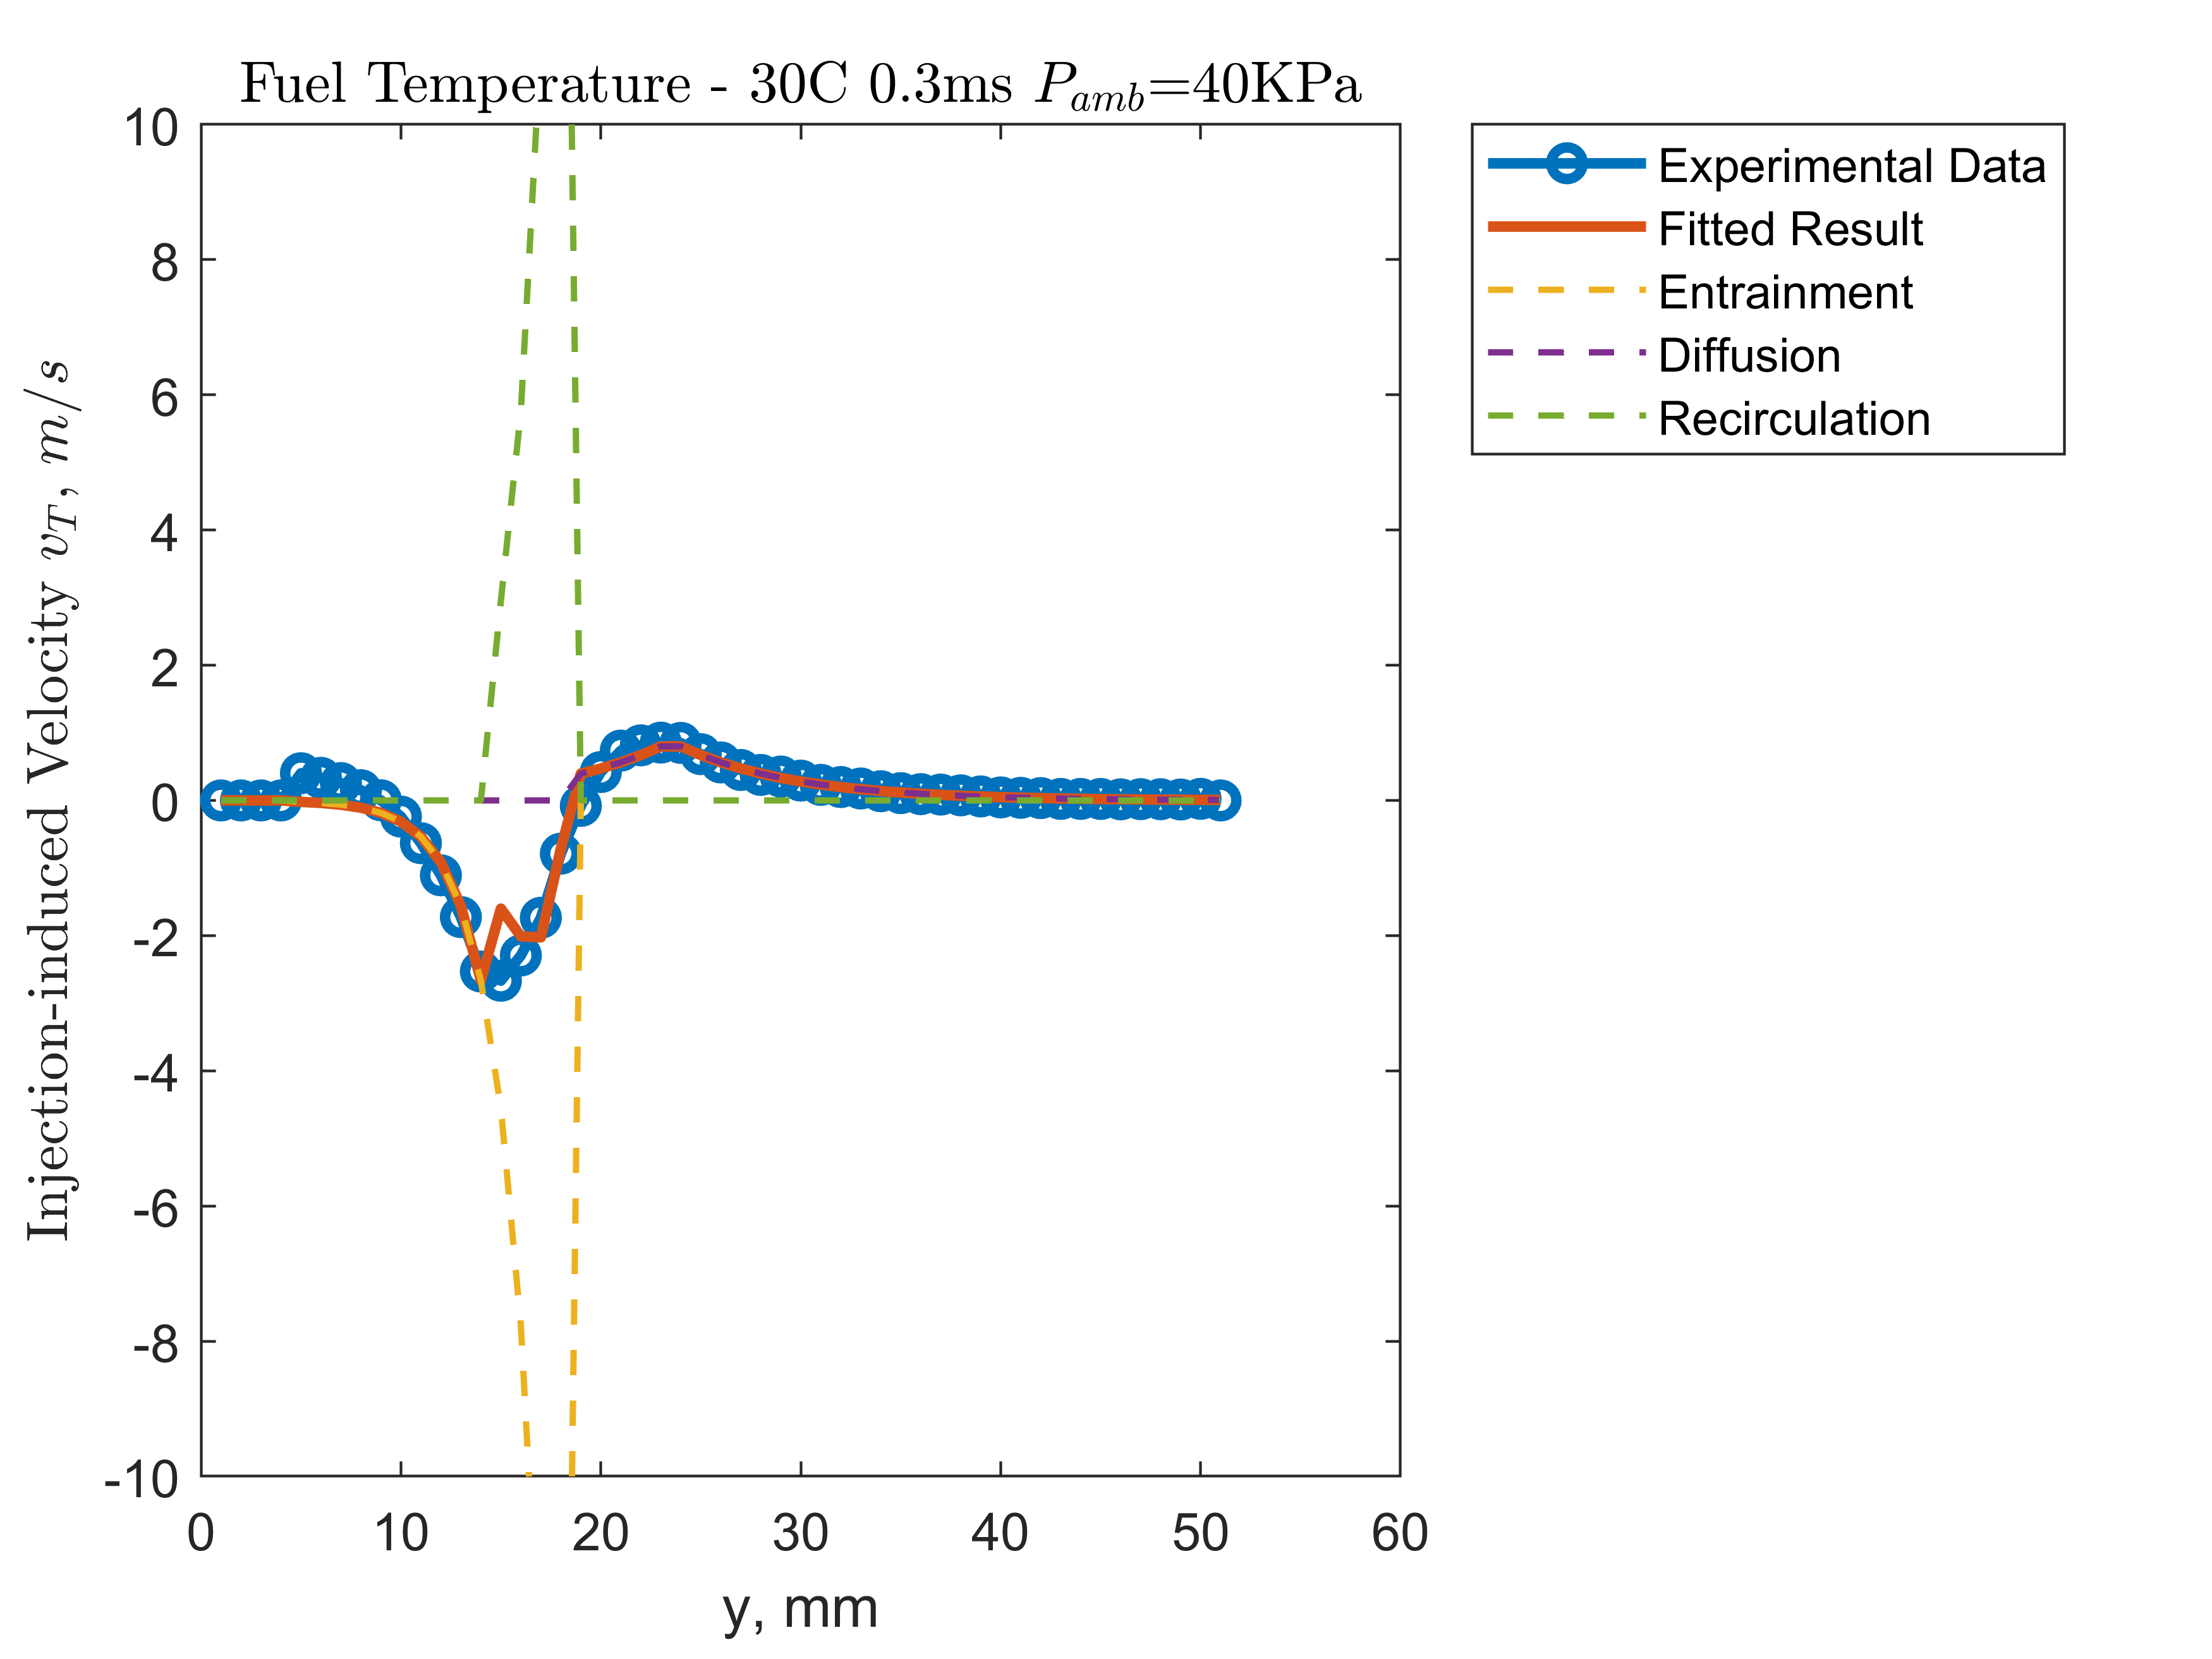 Fuel Temperature - 30C 0.3ms P_amb=40KPa
10
8
6
4
2
0
-2
-4
-6
-8
-10
Injection-induced Velocity v_T, m/s
0 10 20 30 40 50 60
y, mm
Experimental Data
Fitted Result
Entrainment
Diffusion
Recirculation